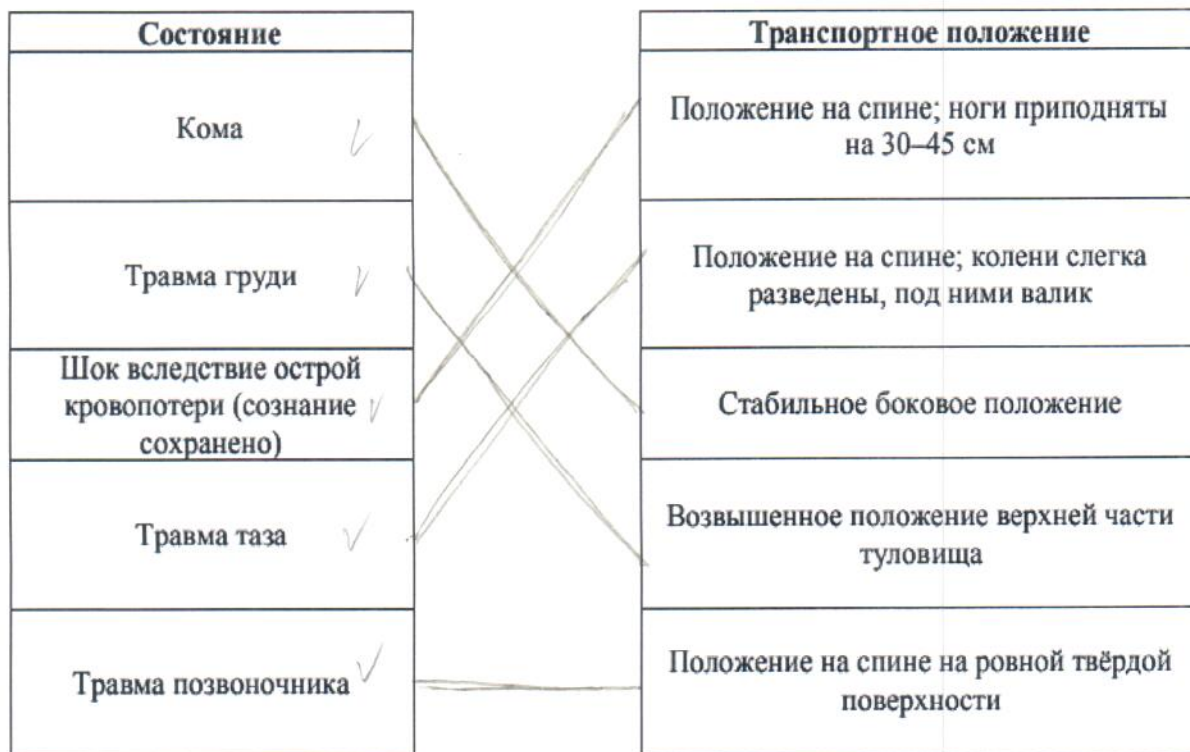 Состояние
Кома
Травма груди
Шок вследствие острой
кровопотери (сознание
сохранено)
Травма таза
Травма позвоночника
Транспортное положение
Положение на спине; ноги приподняты
на 30–45 см
Положение на спине; колени слегка
разведены, под ними валик
Стабильное боковое положение
Возвышенное положение верхней части
туловища
Положение на спине на ровной твёрдой
поверхности